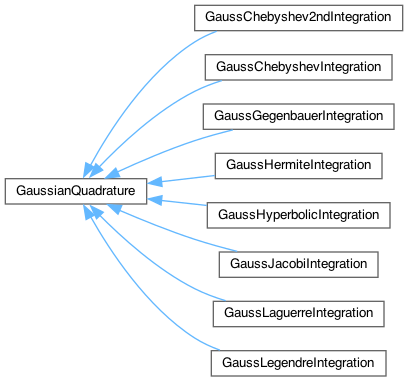 GaussChebyshev2ndIntegration
GaussChebyshevIntegration
GaussGegenbauerIntegration
GaussHermiteIntegration
GaussianQuadrature
GaussHyperbolicIntegration
GaussJacobiIntegration
GaussLaguerreIntegration
GaussLegendreIntegration